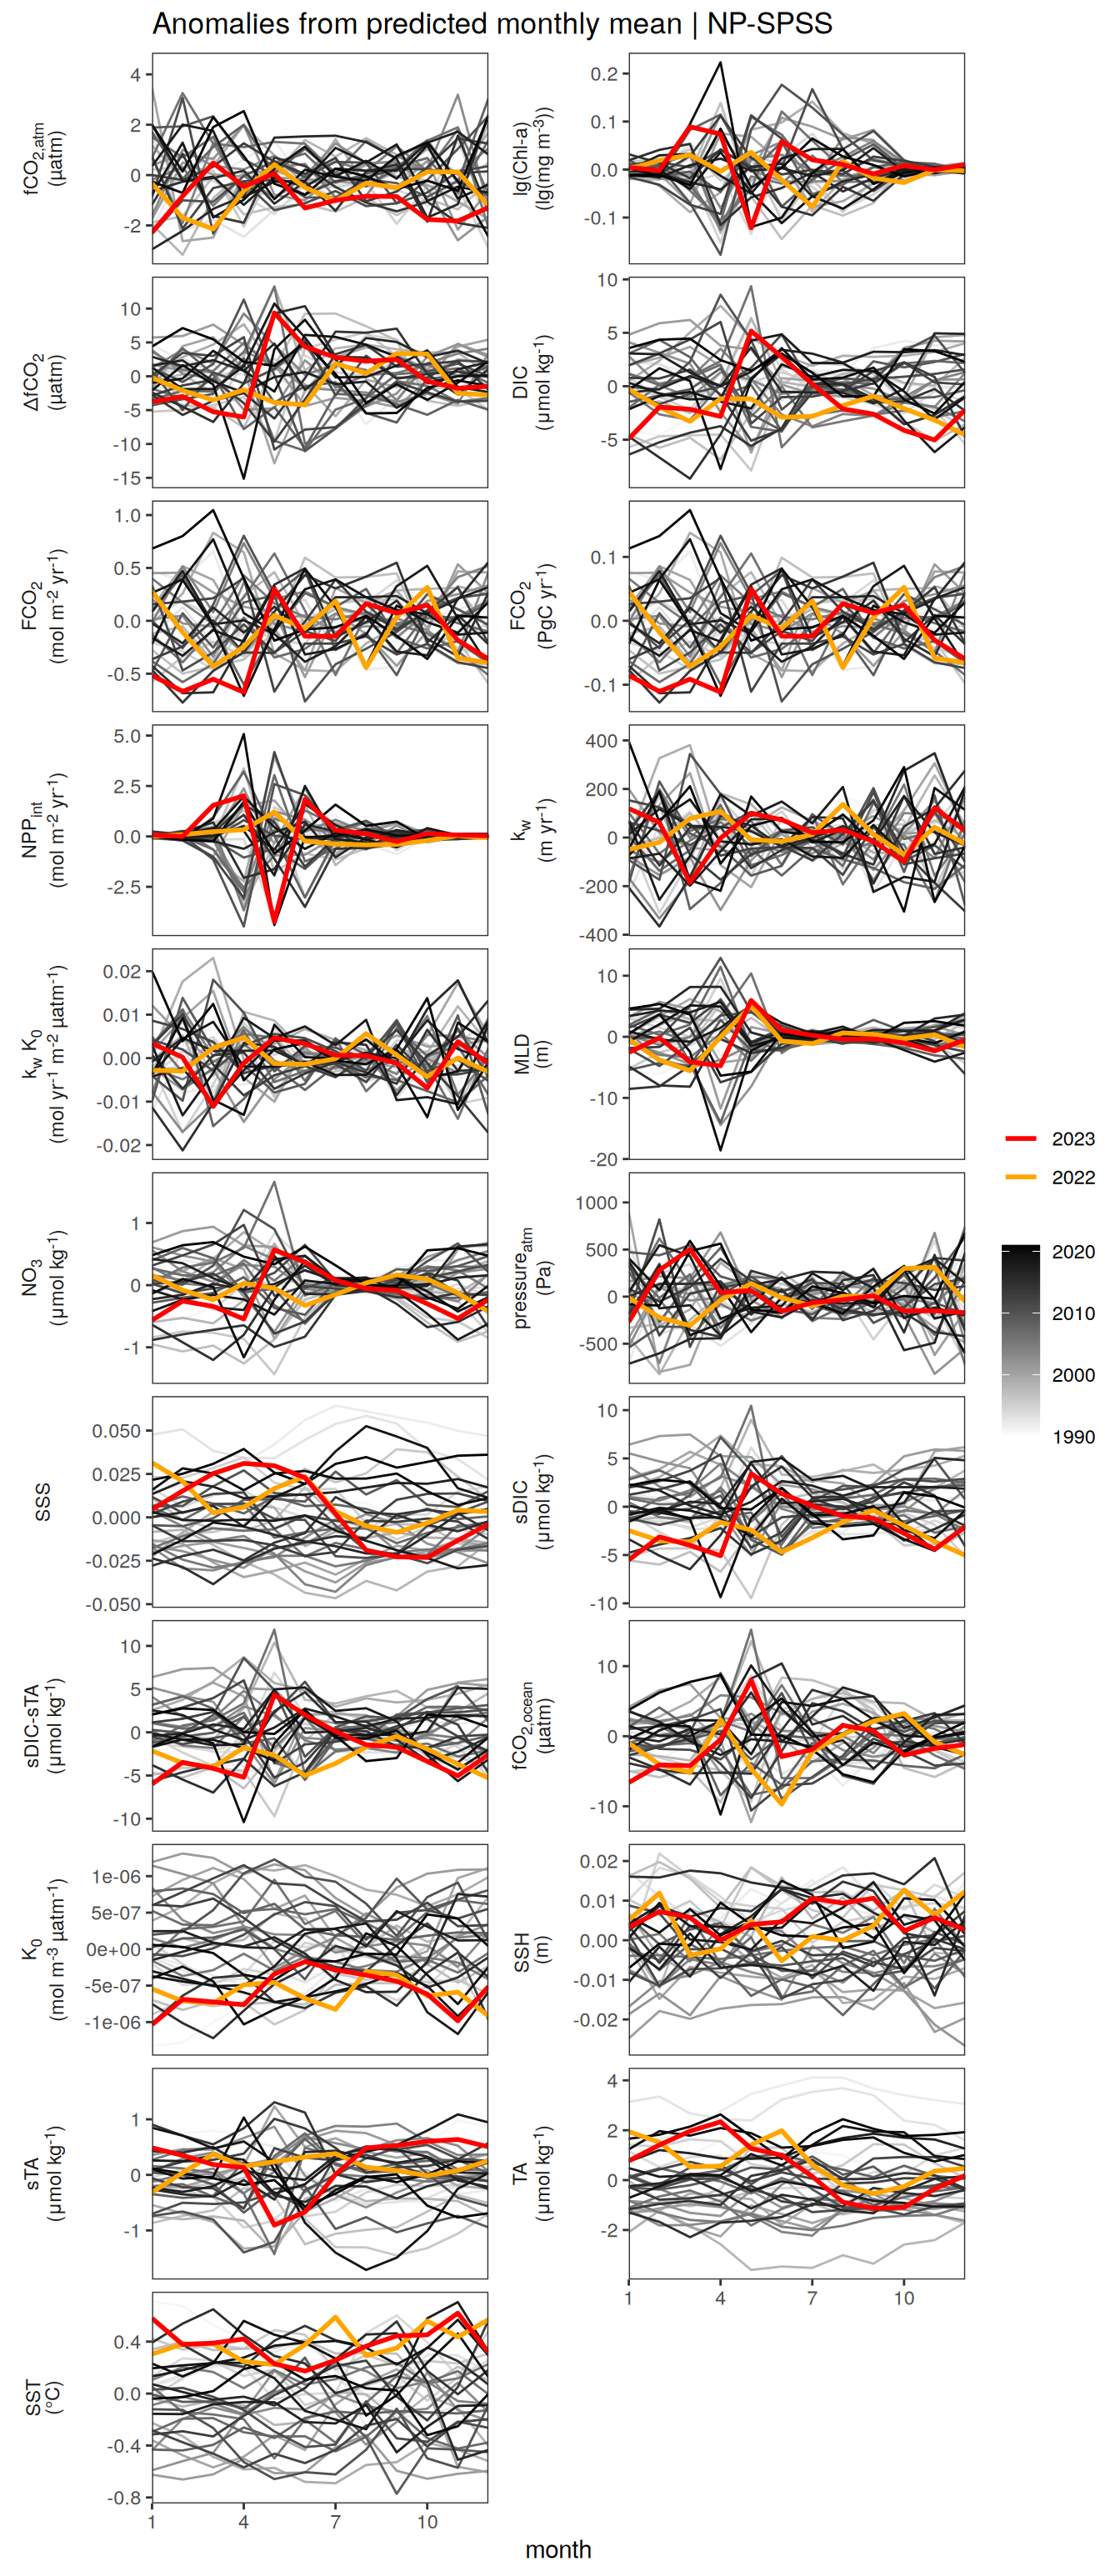 Anomalies from predicted monthly mean | NP-SPSS
fCO2,atm
(µatm)
4
2
0
-2
lg(Chl-a)
(lg(mg m-3))
0.2
0.1
0.0
-0.1
ΔfCO2
(µatm)
10
5
0
-5
-10
-15
DIC
(µmol kg-1)
10
5
0
-5
FCO2
(mol m-2 yr-1)
1.0
0.5
0.0
-0.5
FCO2
(PgC yr-1)
0.1
0.0
-0.1
NPPint
(mol m-2 yr-1)
5.0
2.5
0.0
-2.5
kw
(m yr-1)
400
200
0
-200
-400
kw K0
(mol yr-1 m-2 µatm-1)
0.02
0.01
0.00
-0.01
-0.02
MLD
(m)
10
0
-10
-20
NO3
(µmol kg-1)
1
0
-1
pressureatm
(Pa)
1000
500
0
-500
SSS
0.050
0.025
0.000
-0.025
-0.050
sDIC
(µmol kg-1)
10
5
0
-5
-10
sDIC-sTA
(µmol kg-1)
10
5
0
-5
-10
fCO2,ocean
(µatm)
10
0
-10
K0
(mol m-3 µatm-1)
1e-06
5e-07
0e+00
-5e-07
-1e-06
SSH
(m)
0.02
0.01
0.00
-0.01
-0.02
sTA
(µmol kg-1)
1
0
-1
TA
(µmol kg-1)
4
2
0
-2
1 4 7 10
SST
(°C)
0.4
0.0
-0.4
-0.8
1 4 7 10
month
2023
2022
2020
2010
2000
1990